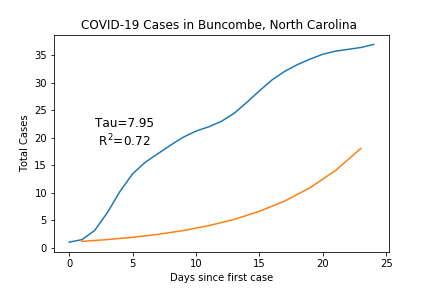 COVID-19 Cases in Buncombe, North Carolina
Total Cases
35
30
25
20
15
10
5
0
Tau=7.95
R²=0.72
0 5 10 15 20 25
Days since first case